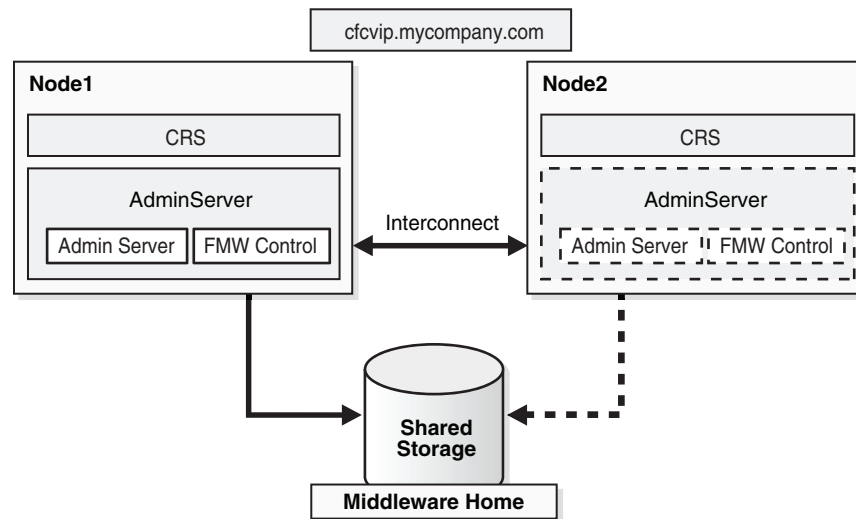 cfcvip.mycompany.com
Node1
CRS
AdminServer
Admin Server
FMW Control
Interconnect
Node2
CRS
AdminServer
Admin Server
FMW Control
Shared
Storage
Middleware Home